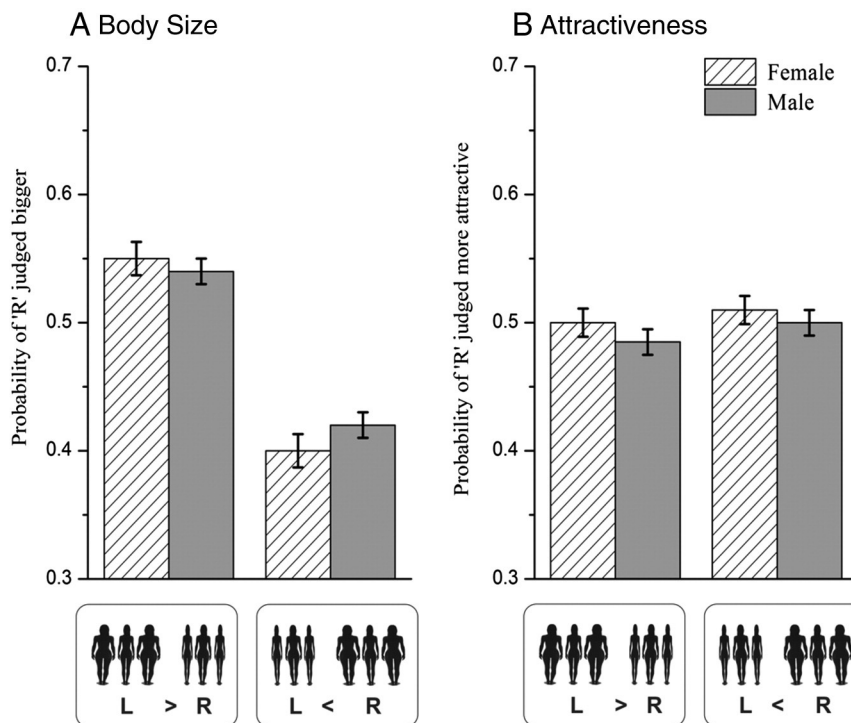 A Body Size
Probability of 'R' judged bigger
0.7
0.6
0.5
0.4
0.3
L > R
L < R
B Attractiveness
Female
Male
Probability of 'R' judged more attractive
0.7
0.6
0.5
0.4
0.3
L > R
L < R